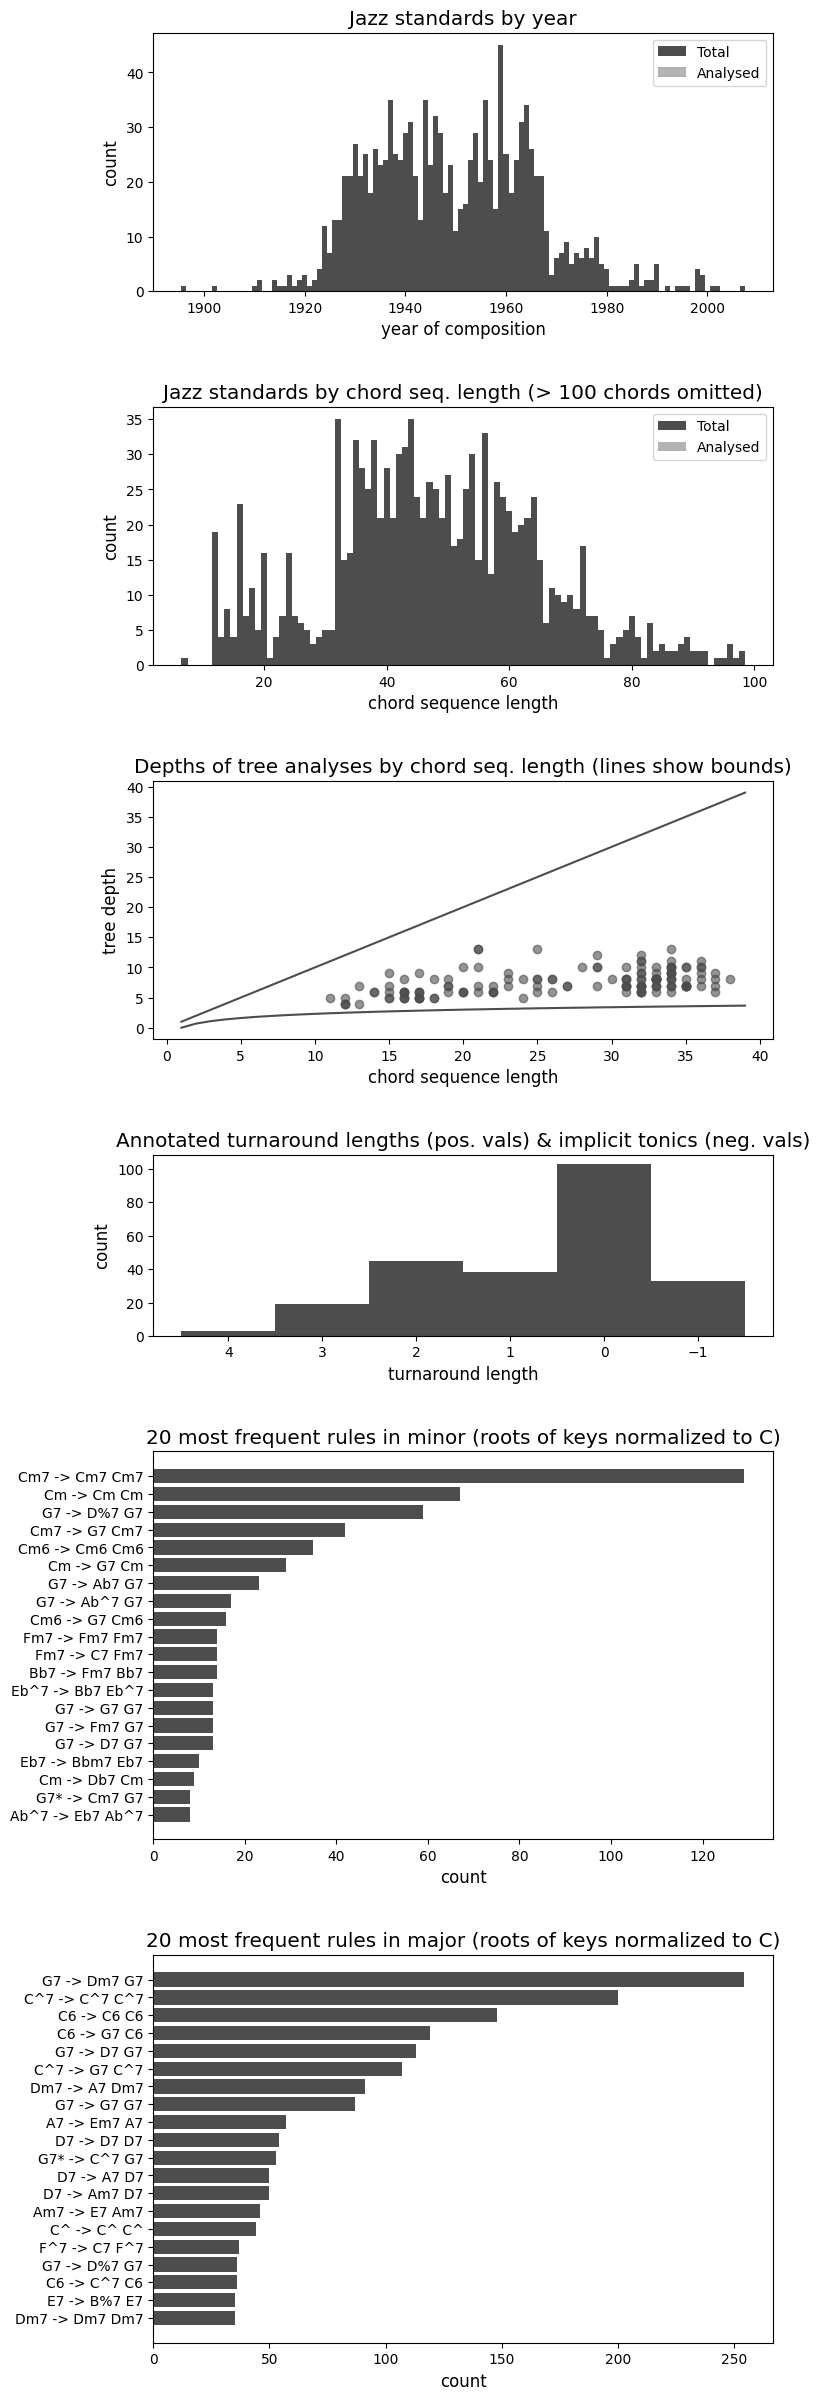 Jazz standards by year
Total
Analysed
count
40
30
20
10
0
1900 1920 1940 1960 1980 2000
year of composition
Jazz standards by chord seq. length (> 100 chords omitted)
Total
Analysed
count
35
30
25
20
15
10
5
0
20 40 60 80 100
chord sequence length
Depths of tree analyses by chord seq. length (lines show bounds)
tree depth
40
35
30
25
20
15
10
5
0
0 5 10 15 20 25 30 35 40
chord sequence length
Annotated turnaround lengths (pos. vals) & implicit tonics (neg. vals)
count
100
80
60
40
20
0
4 3 2 1 0 −1
turnaround length
20 most frequent rules in minor (roots of keys normalized to C)
Cm7 -> Cm7 Cm7
Cm -> Cm Cm
G7 -> D%7 G7
Cm7 -> G7 Cm7
Cm6 -> Cm6 Cm6
Cm -> G7 Cm
G7 -> Ab7 G7
G7 -> Ab^7 G7
Cm6 -> G7 Cm6
Fm7 -> Fm7 Fm7
Fm7 -> C7 Fm7
Bb7 -> Fm7 Bb7
Eb^7 -> Bb7 Eb^7
G7 -> G7 G7
G7 -> Fm7 G7
G7 -> D7 G7
Eb7 -> Bbm7 Eb7
Cm -> Db7 Cm
G7* -> Cm7 G7
Ab^7 -> Eb7 Ab^7
0 20 40 60 80 100 120
count
20 most frequent rules in major (roots of keys normalized to C)
G7 -> Dm7 G7
C^7 -> C^7 C^7
C6 -> C6 C6
C6 -> G7 C6
G7 -> D7 G7
C^7 -> G7 C^7
Dm7 -> A7 Dm7
G7 -> G7 G7
A7 -> Em7 A7
D7 -> D7 D7
G7* -> C^7 G7
D7 -> A7 D7
D7 -> Am7 D7
Am7 -> E7 Am7
C^ -> C^ C^
F^7 -> C7 F^7
G7 -> D%7 G7
C6 -> C^7 C6
E7 -> B%7 E7
Dm7 -> Dm7 Dm7
0 50 100 150 200 250
count